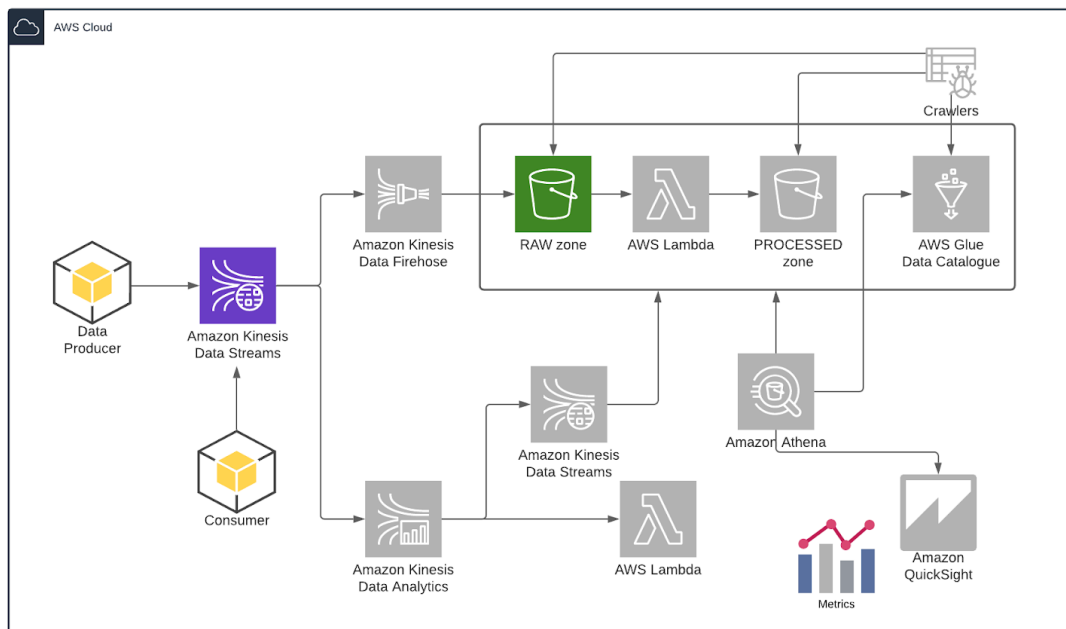 AWS Cloud
Crawlers
RAW zone
AWS Lambda
PROCESSED
zone
AWS Glue
Data Catalogue
Amazon Kinesis
Data Firehose
Data
Producer
Amazon Kinesis
Data Streams
Amazon Kinesis
Data Streams
Amazon Athena
Consumer
Amazon Kinesis
Data Analytics
AWS Lambda
Amazon
QuickSight
Metrics